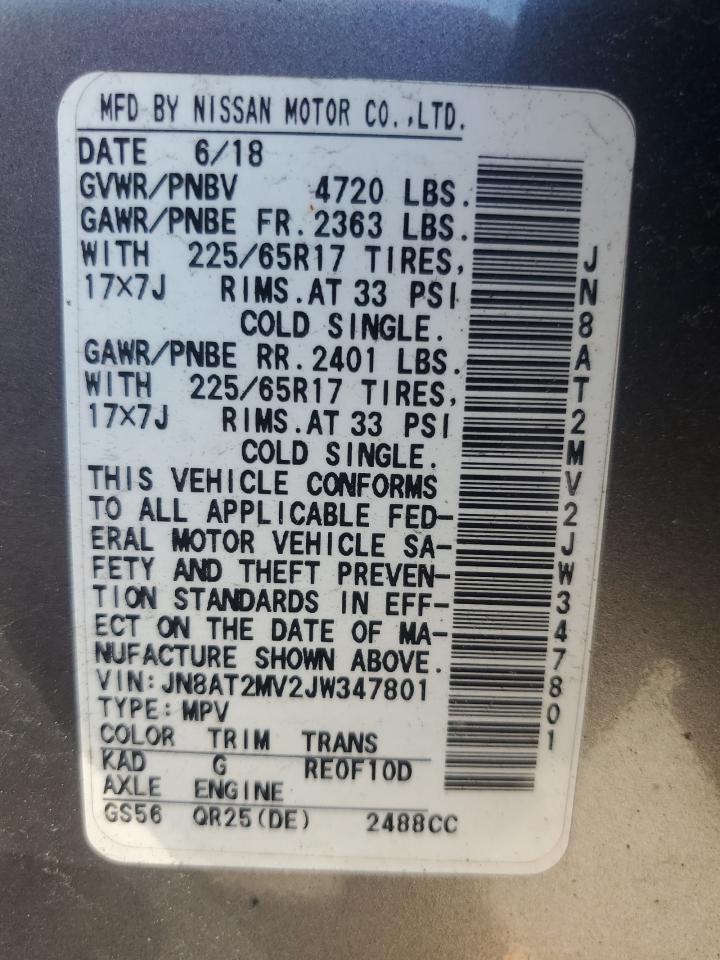 MFD BY NISSAN MOTOR CO.,LTD.
DATE 6/18
GVWR/PNBV 4720 LBS.
GAWR/PNBE FR.2363 LBS.
WITH 225/65R17 TIRES,
17x7J RIMS.AT 33 PSI
COLD SINGLE.
GAWR/PNBE RR.2401 LBS.
WITH 225/65R17 TIRES,
17x7J RIMS.AT 33 PSI
COLD SINGLE.
THIS VEHICLE CONFORMS
TO ALL APPLICABLE FED-
ERAL MOTOR VEHICLE SA-
FETY AND THEFT PREVEN-
TION STANDARDS IN EFF-
ECT ON THE DATE OF MA-
NUFACTURE SHOWN ABOVE.
VIN:JN8AT2MV2JW347801
TYPE:MPV
COLOR TRIM TRANS
KAD G RE0F10D
AXLE ENGINE
GS56 QR25(DE) 2488CC
JN8AT2MV2JW347801